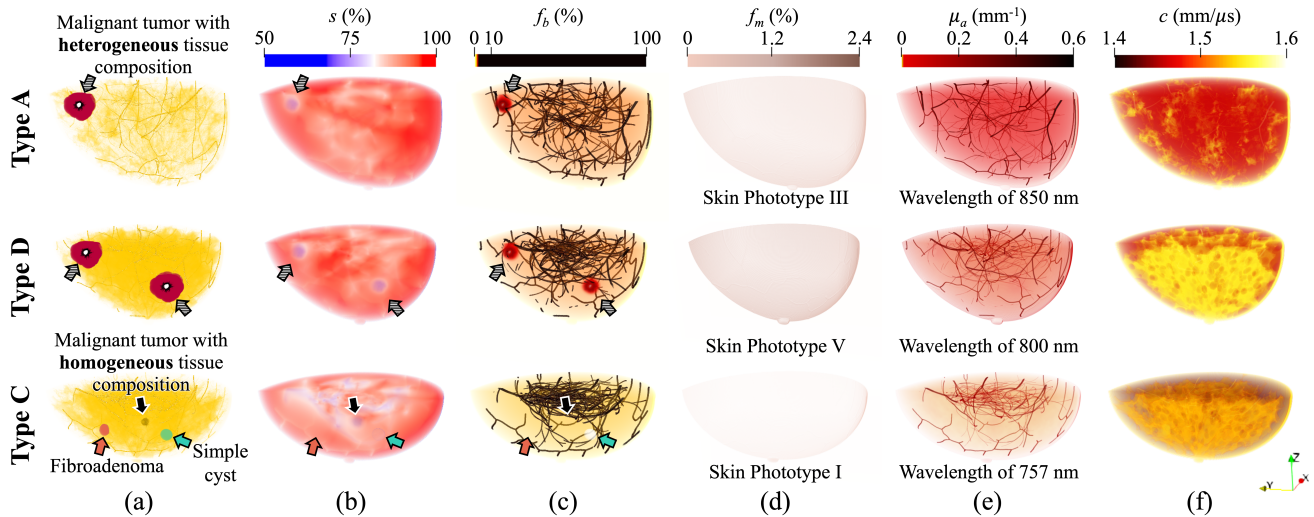 Malignant tumor with
heterogeneous tissue
composition
s (%)
50 75 100
f_b (%)
0 10 100
f_m (%)
0 1.2 2.4
μ_a (mm⁻¹)
0 0.3 0.6
c (mm/μs)
1.4 1.5 1.6
Type A
Skin Phototype III
Wavelength of 850 nm
Type D
Skin Phototype V
Wavelength of 800 nm
Malignant tumor with
homogeneous tissue
composition
Type C
Fibroadenoma
Simple
cyst
Skin Phototype I
Wavelength of 757 nm
Z
Y
X
(a) (b) (c) (d) (e) (f)